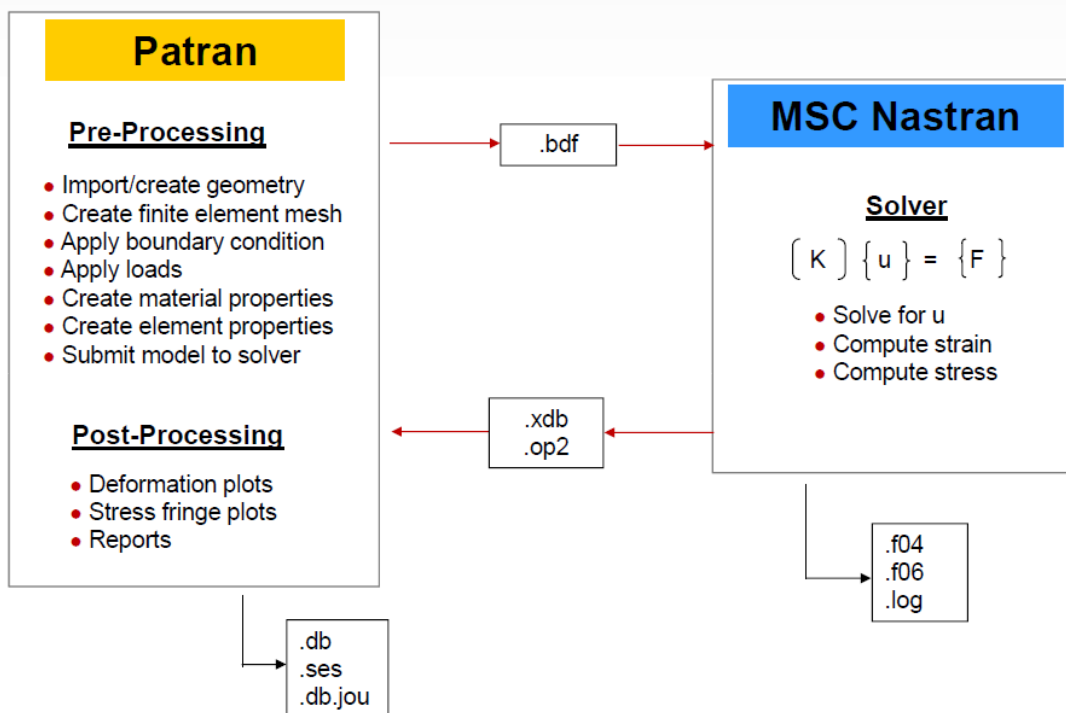 Patran
Pre-Processing
• Import/create geometry
• Create finite element mesh
• Apply boundary condition
• Apply loads
• Create material properties
• Create element properties
• Submit model to solver
Post-Processing
• Deformation plots
• Stress fringe plots
• Reports
.db
.ses
.db.jou
.bdf
.xdb
.op2
MSC Nastran
Solver
[ K ] { u } = { F }
• Solve for u
• Compute strain
• Compute stress
.f04
.f06
.log